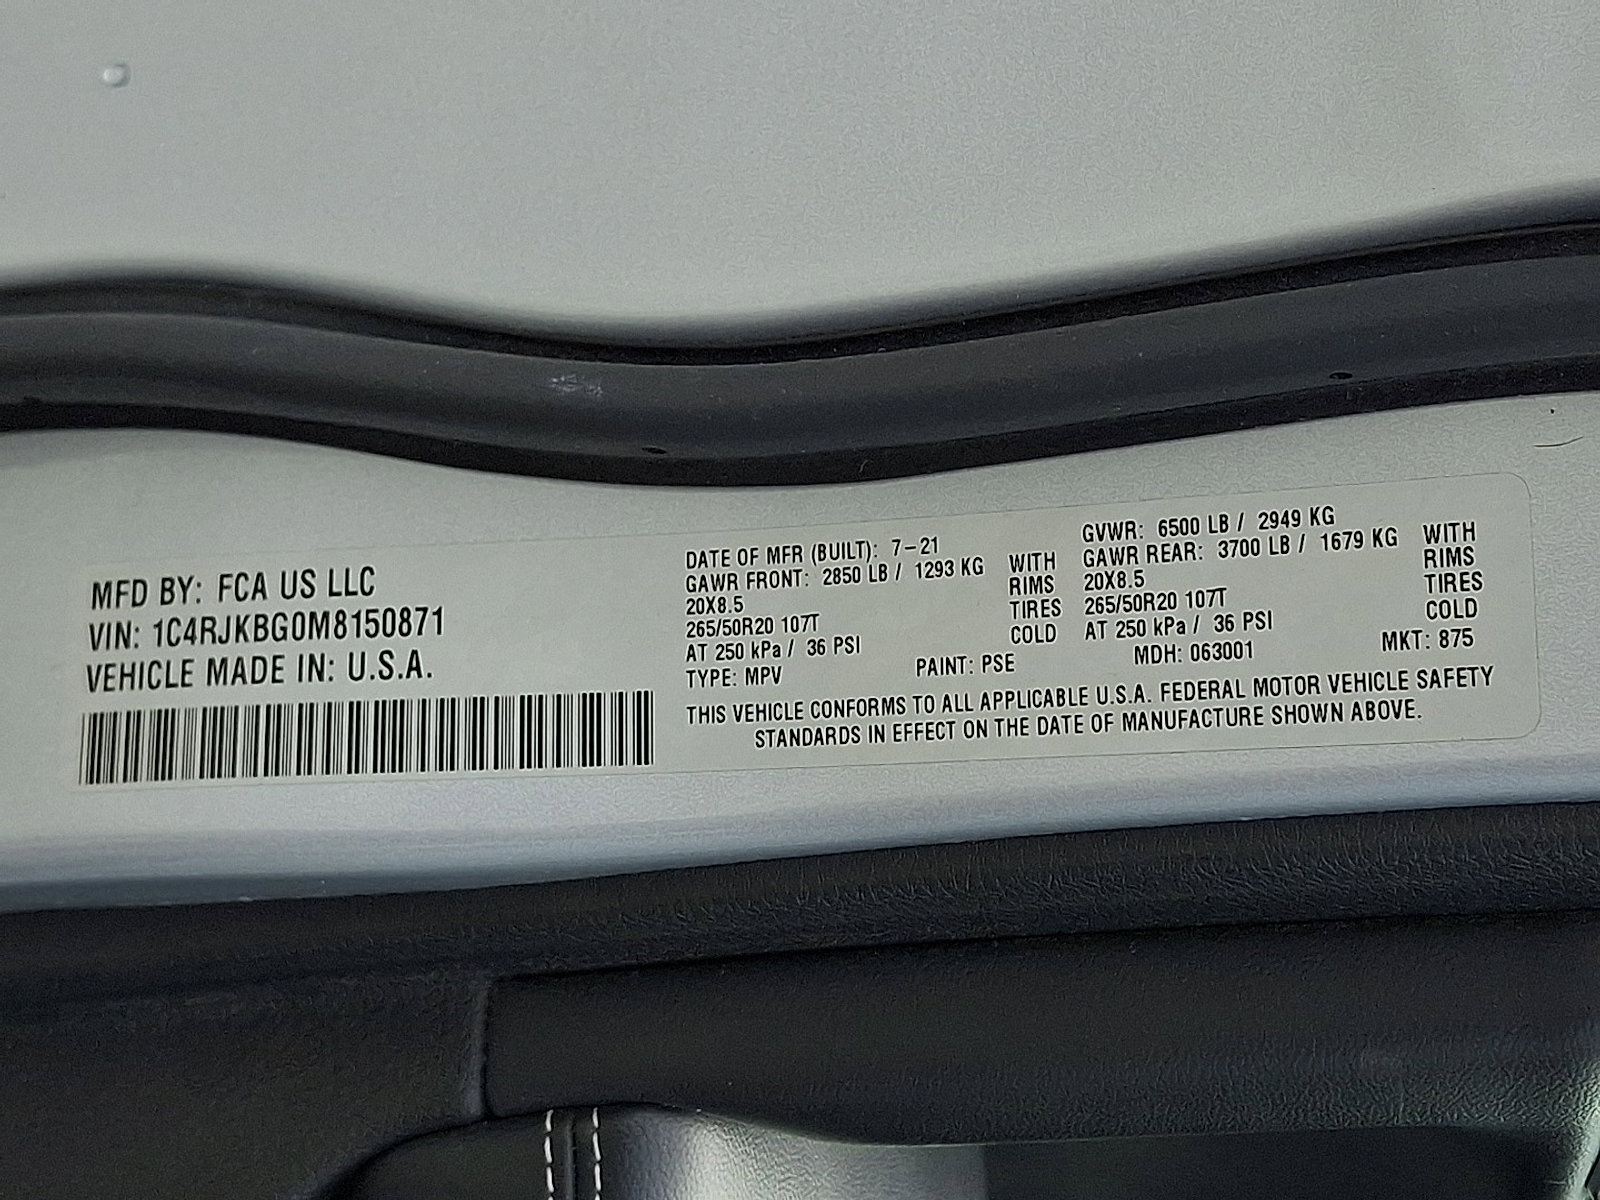 MFD BY: FCA US LLC
VIN: 1C4RJKBG0M8150871
VEHICLE MADE IN: U.S.A.
DATE OF MFR (BUILT): 7-21
GAWR FRONT: 2850 LB / 1293 KG WITH
20X8.5 RIMS
265/50R20 107T TIRES
AT 250 kPa / 36 PSI COLD
GVWR: 6500 LB / 2949 KG
GAWR REAR: 3700 LB / 1679 KG WITH
20X8.5 RIMS
265/50R20 107T TIRES
AT 250 kPa / 36 PSI COLD
TYPE: MPV PAINT: PSE MDH: 063001 MKT: 875
THIS VEHICLE CONFORMS TO ALL APPLICABLE U.S.A. FEDERAL MOTOR VEHICLE SAFETY
STANDARDS IN EFFECT ON THE DATE OF MANUFACTURE SHOWN ABOVE.